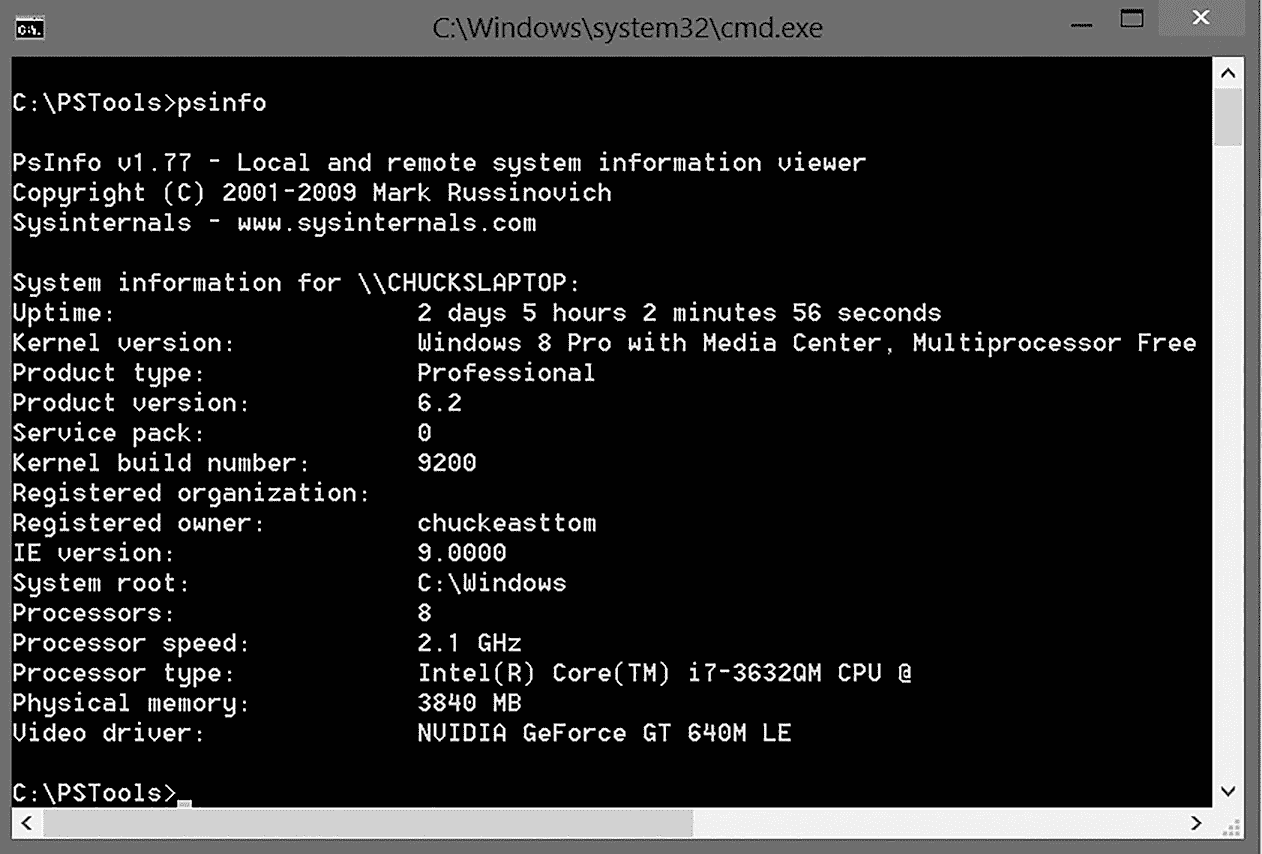 C:\Windows\system32\cmd.exe
C:\PSTools>psinfo
PsInfo v1.77 - Local and remote system information viewer
Copyright (C) 2001-2009 Mark Russinovich
Sysinternals - www.sysinternals.com
System information for \\CHUCKSLAPTOP:
Uptime: 2 days 5 hours 2 minutes 56 seconds
Kernel version: Windows 8 Pro with Media Center, Multiprocessor Free
Product type: Professional
Product version: 6.2
Service pack: 0
Kernel build number: 9200
Registered organization:
Registered owner: chuckeasttom
IE version: 9.0000
System root: C:\Windows
Processors: 8
Processor speed: 2.1 GHz
Processor type: Intel(R) Core(TM) i7-3632QM CPU @
Physical memory: 3840 MB
Video driver: NVIDIA GeForce GT 640M LE
C:\PSTools>_